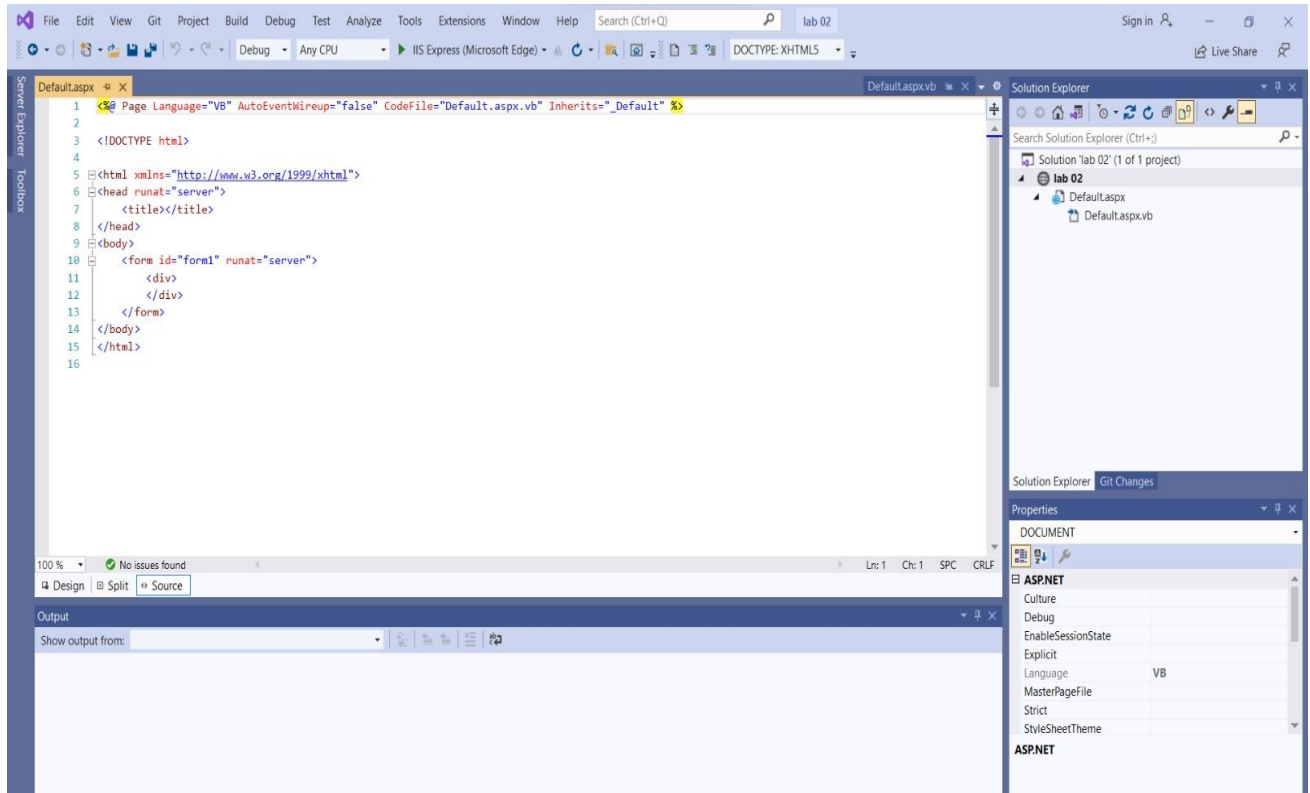 File Edit View Git Project Build Debug Test Analyze Tools Extensions Window Help Search (Ctrl+Q) lab 02 Sign in
Debug Any CPU IIS Express (Microsoft Edge) DOCTYPE: XHTML5 Live Share
Server Explorer
Toolbox
Default.aspx Default.aspx.vb
1 <%@ Page Language="VB" AutoEventWireup="false" CodeFile="Default.aspx.vb" Inherits="_Default" %>
2
3 <!DOCTYPE html>
4
5 <html xmlns="http://www.w3.org/1999/xhtml">
6 <head runat="server">
7 <title></title>
8 </head>
9 <body>
10 <form id="form1" runat="server">
11 <div>
12 </div>
13 </form>
14 </body>
15 </html>
16
100 % No issues found Ln: 1 Ch: 1 SPC CRLF
Design Split Source
Output
Show output from:
Solution Explorer
Search Solution Explorer (Ctrl+;)
Solution 'lab 02' (1 of 1 project)
lab 02
Default.aspx
Default.aspx.vb
Solution Explorer Git Changes
Properties
DOCUMENT
ASP.NET
Culture
Debug
EnableSessionState
Explicit
Language VB
MasterPageFile
Strict
StyleSheetTheme
ASP.NET